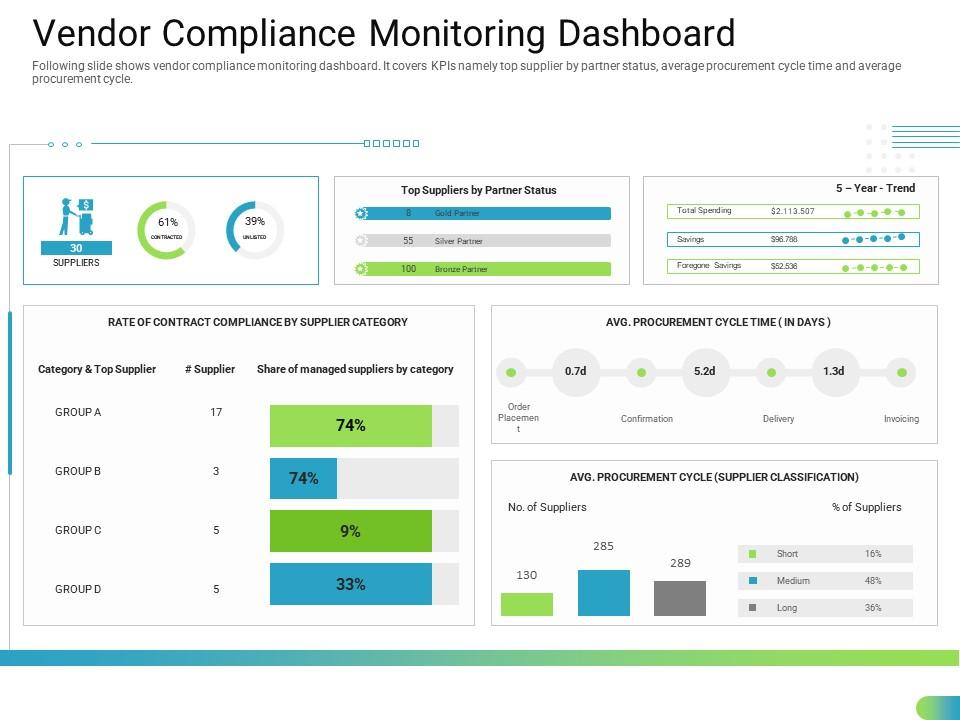 Vendor Compliance Monitoring Dashboard
Following slide shows vendor compliance monitoring dashboard. It covers KPIs namely top supplier by partner status, average procurement cycle time and average
procurement cycle.
30
SUPPLIERS
61%
CONTRACTED
39%
UNLISTED
Top Suppliers by Partner Status
8 Gold Partner
55 Silver Partner
100 Bronze Partner
5 – Year - Trend
Total Spending $2.113.507
Savings $96.788
Foregone Savings $52.536
RATE OF CONTRACT COMPLIANCE BY SUPPLIER CATEGORY
Category & Top Supplier # Supplier Share of managed suppliers by category
GROUP A 17 74%
GROUP B 3 74%
GROUP C 5 9%
GROUP D 5 33%
AVG. PROCUREMENT CYCLE TIME ( IN DAYS )
0.7d 5.2d 1.3d
Order
Placemen
t
Confirmation Delivery Invoicing
AVG. PROCUREMENT CYCLE (SUPPLIER CLASSIFICATION)
No. of Suppliers % of Suppliers
130 285 289
Short 16%
Medium 48%
Long 36%